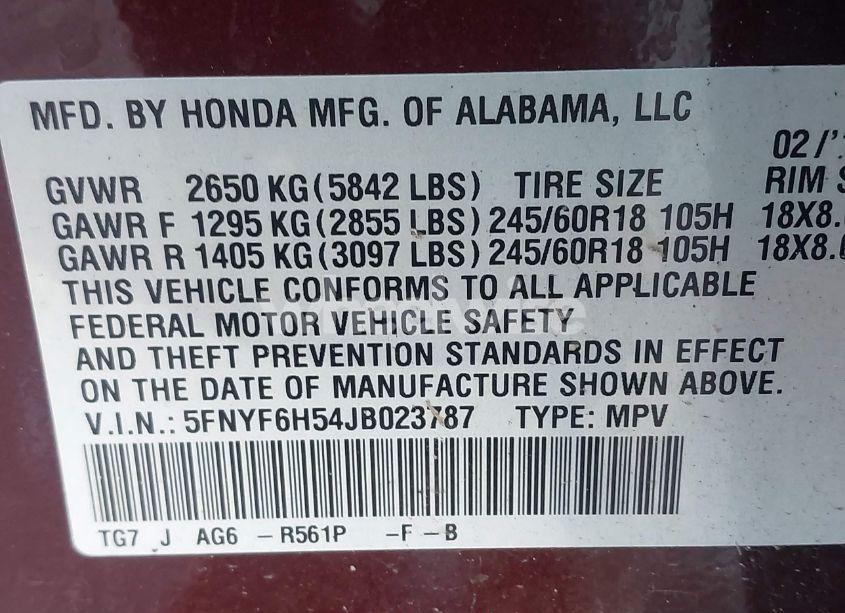 MFD. BY HONDA MFG. OF ALABAMA, LLC
02/'
GVWR 2650 KG (5842 LBS) TIRE SIZE RIM S
GAWR F 1295 KG (2855 LBS) 245/60R18 105H 18X8.
GAWR R 1405 KG (3097 LBS) 245/60R18 105H 18X8.
THIS VEHICLE CONFORMS TO ALL APPLICABLE
FEDERAL MOTOR VEHICLE SAFETY
AND THEFT PREVENTION STANDARDS IN EFFECT
ON THE DATE OF MANUFACTURE SHOWN ABOVE.
V.I.N.: 5FNYF6H54JB023787 TYPE: MPV
TG7 J AG6 - R561P - F - B